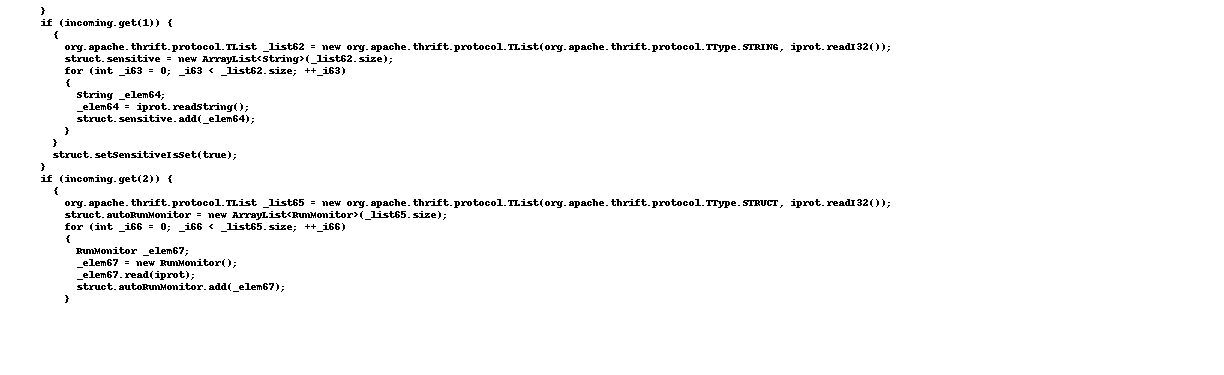 }
if (incoming.get(1)) {
{
org.apache.thrift.protocol.TList _list62 = new org.apache.thrift.protocol.TList(org.apache.thrift.protocol.TType.STRING, iprot.readI32());
struct.sensitive = new ArrayList<String>(_list62.size);
for (int _i63 = 0; _i63 < _list62.size; ++_i63)
{
String _elem64;
_elem64 = iprot.readString();
struct.sensitive.add(_elem64);
}
}
struct.setSensitiveIsSet(true);
}
if (incoming.get(2)) {
{
org.apache.thrift.protocol.TList _list65 = new org.apache.thrift.protocol.TList(org.apache.thrift.protocol.TType.STRUCT, iprot.readI32());
struct.autoRunMonitor = new ArrayList<RunMonitor>(_list65.size);
for (int _i66 = 0; _i66 < _list65.size; ++_i66)
{
RunMonitor _elem67;
_elem67 = new RunMonitor();
_elem67.read(iprot);
struct.autoRunMonitor.add(_elem67);
}